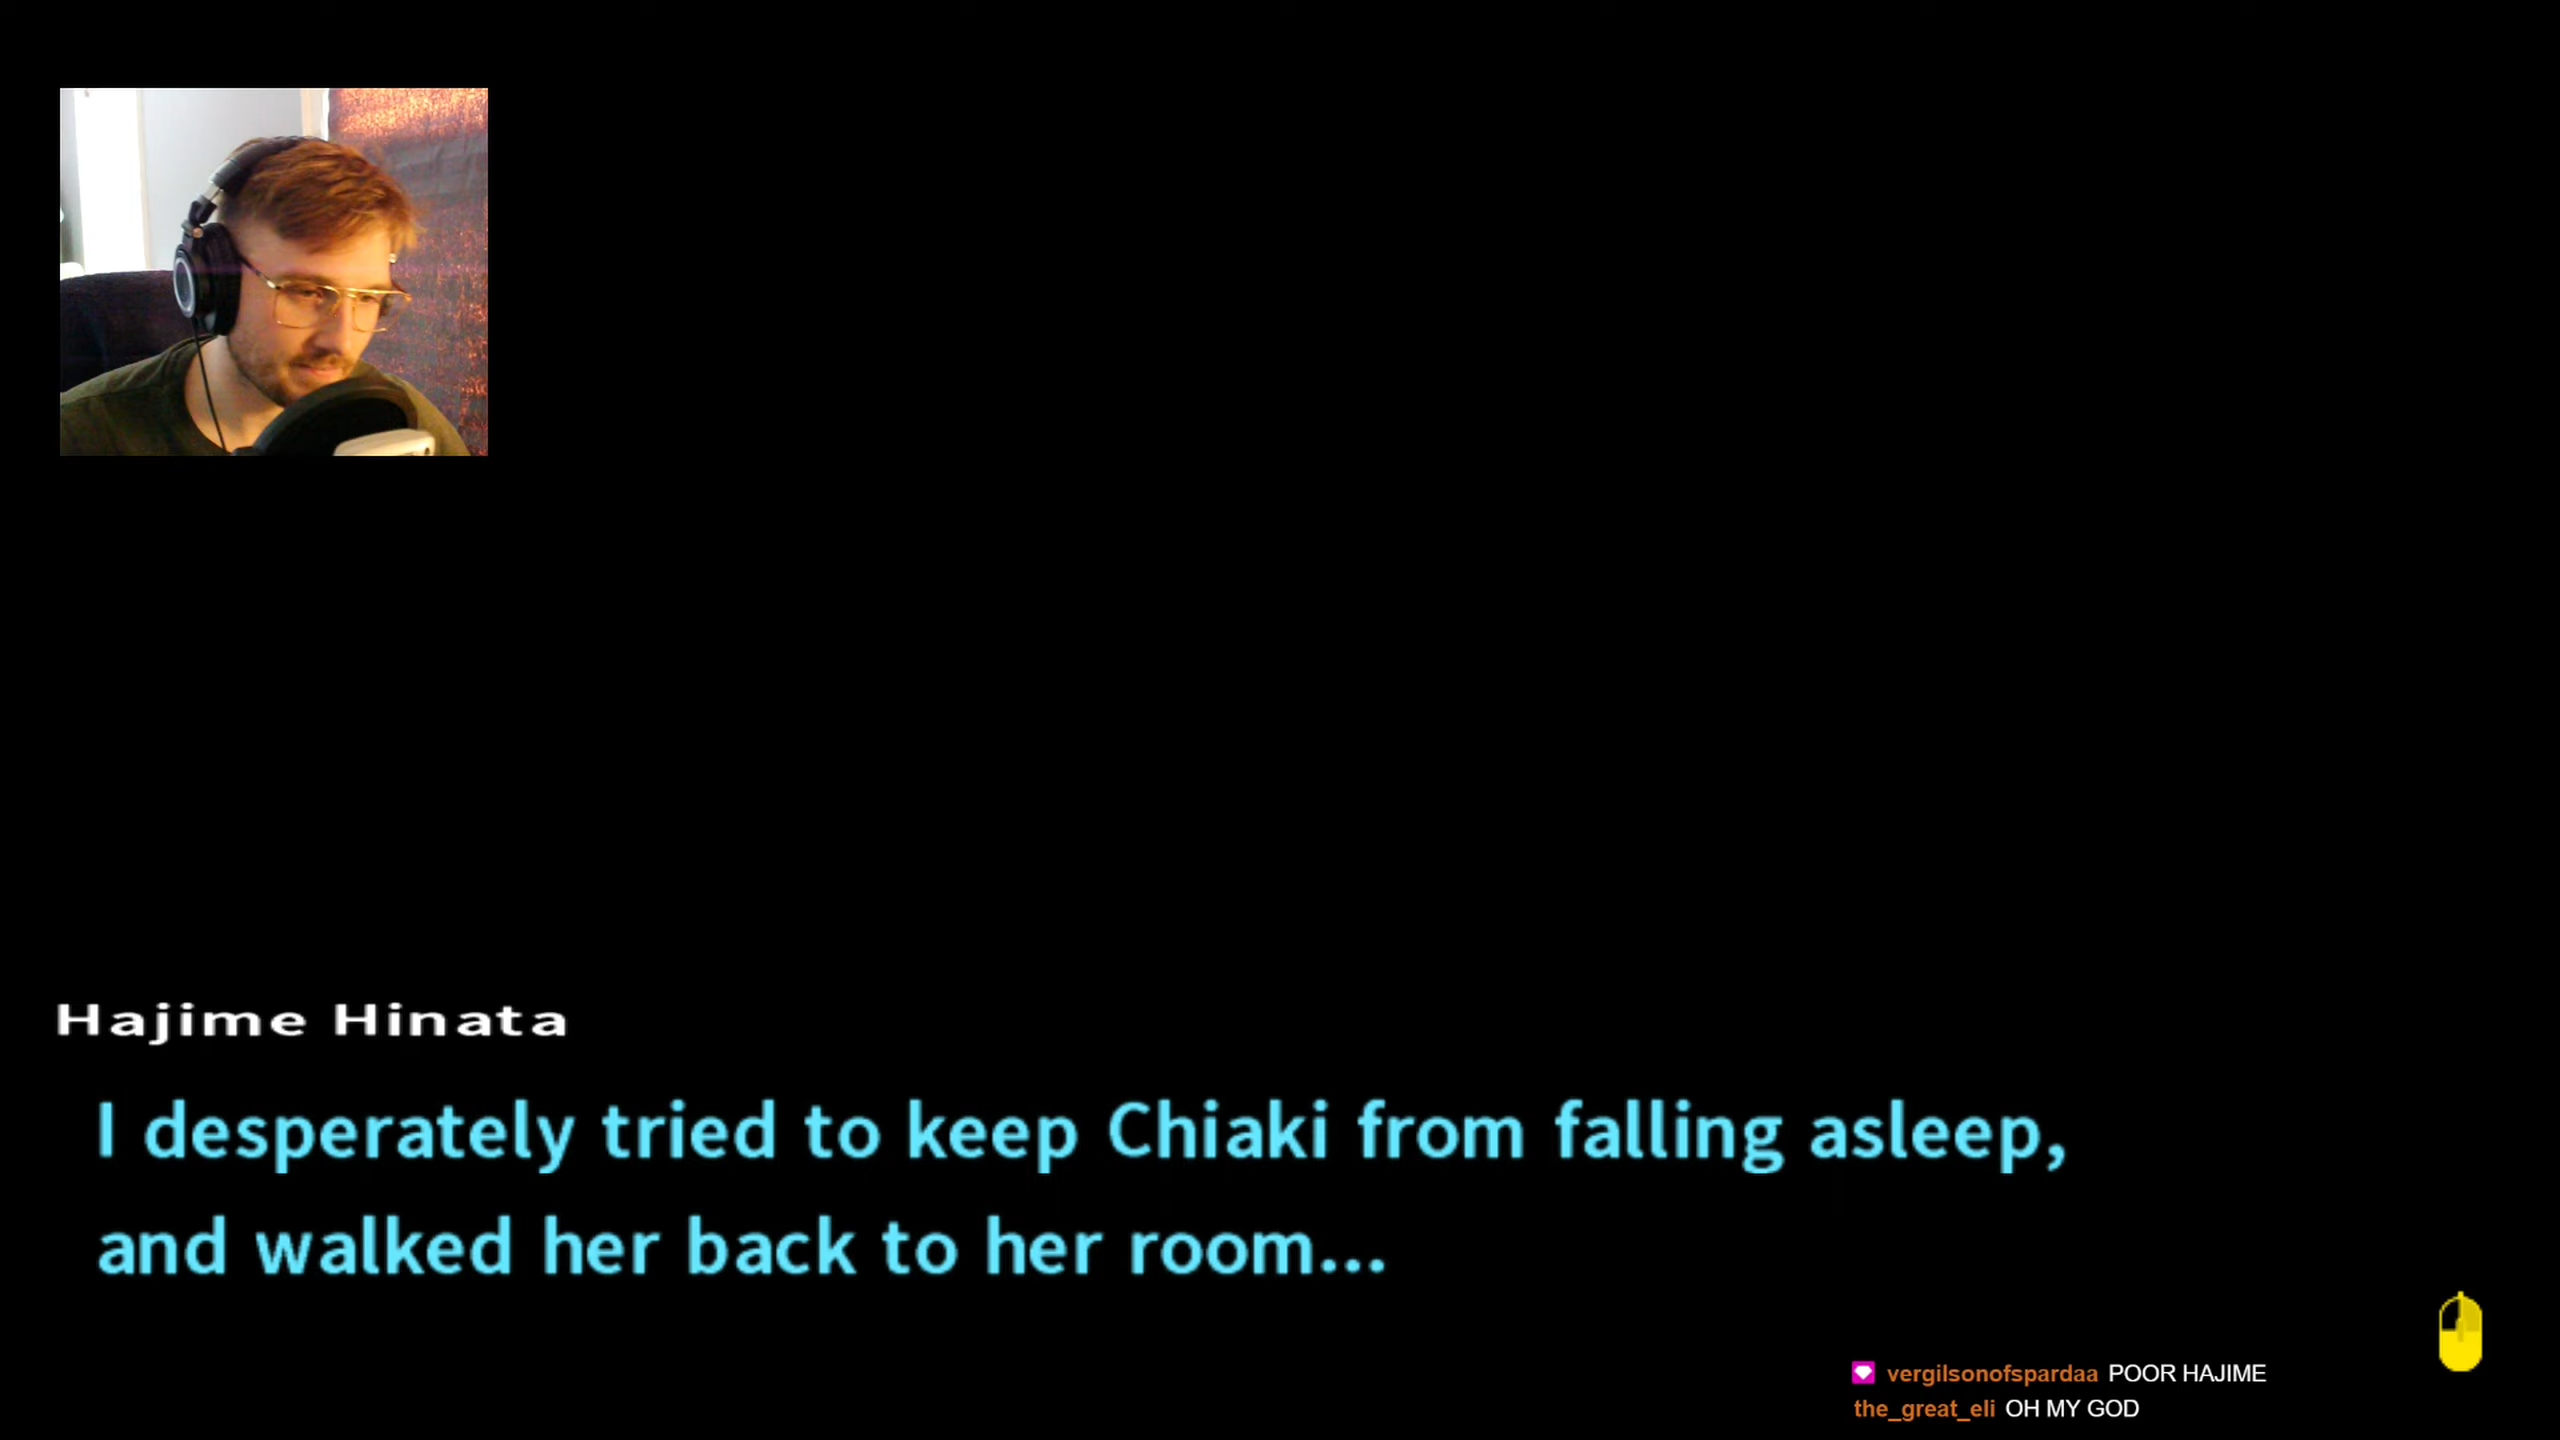 Hajime Hinata
I desperately tried to keep Chiaki from falling asleep,
and walked her back to her room...
vergilsonofspardaa POOR HAJIME
the_great_eli OH MY GOD